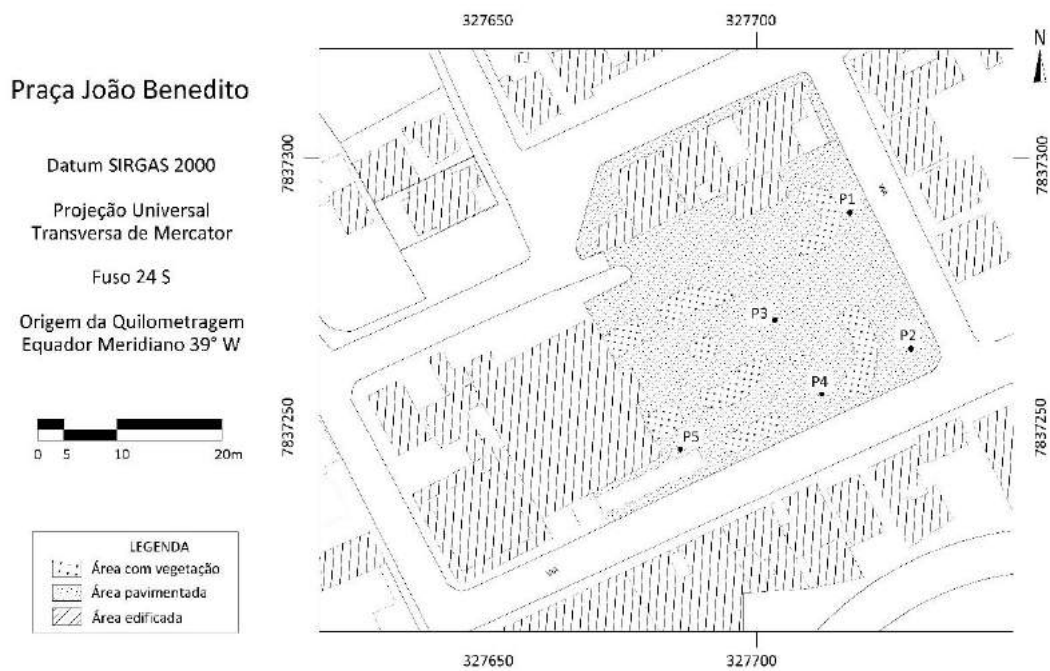 Praça João Benedito
Datum SIRGAS 2000
Projeção Universal
Transversa de Mercator
Fuso 24 S
Origem da Quilometragem
Equador Meridiano 39° W
0 5 10 20m
LEGENDA
Área com vegetação
Área pavimentada
Área edificada
327650
327700
N
7837300
7837300
P1
P3
P2
P4
7837250
7837250
P5
327650
327700